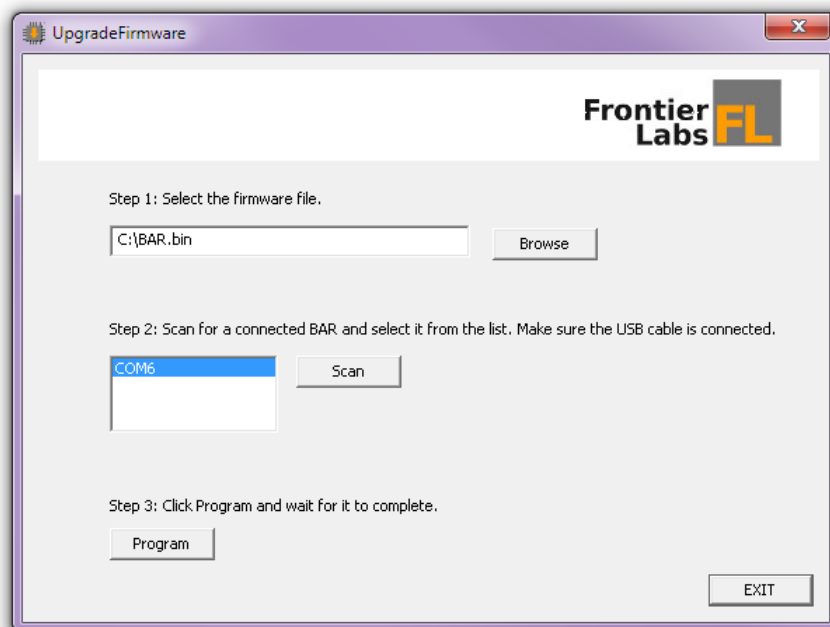 UpgradeFirmware
X
Frontier
Labs
FL
Step 1: Select the firmware file.
C:\BAR.bin
Browse
Step 2: Scan for a connected BAR and select it from the list. Make sure the USB cable is connected.
COM6
Scan
Step 3: Click Program and wait for it to complete.
Program
EXIT